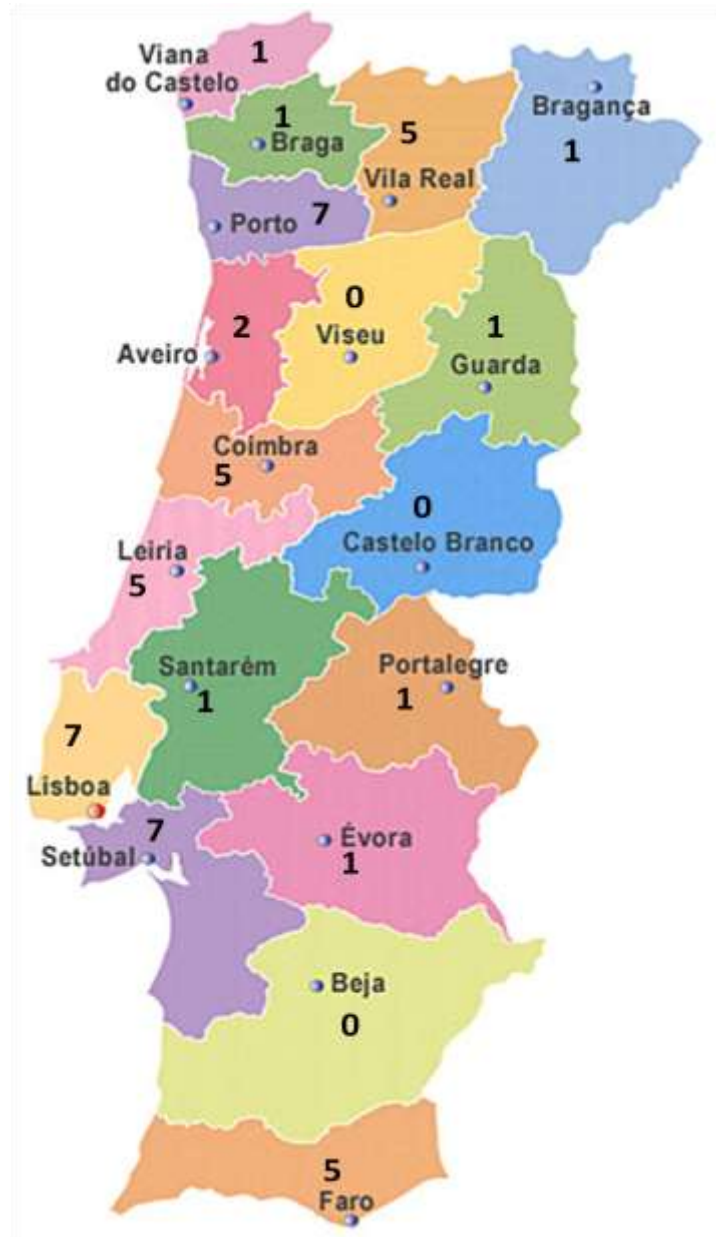 Viana
do Castelo
1
1
Braga
5
Vila Real
Bragança
1
Porto 7
2
Aveiro
0
Viseu
1
Guarda
Coimbra
5
0
Castelo Branco
Leiria
5
Santarém
1
Portalegre
1
7
Lisboa
7
Setúbal
Évora
1
Beja
0
5
Faro